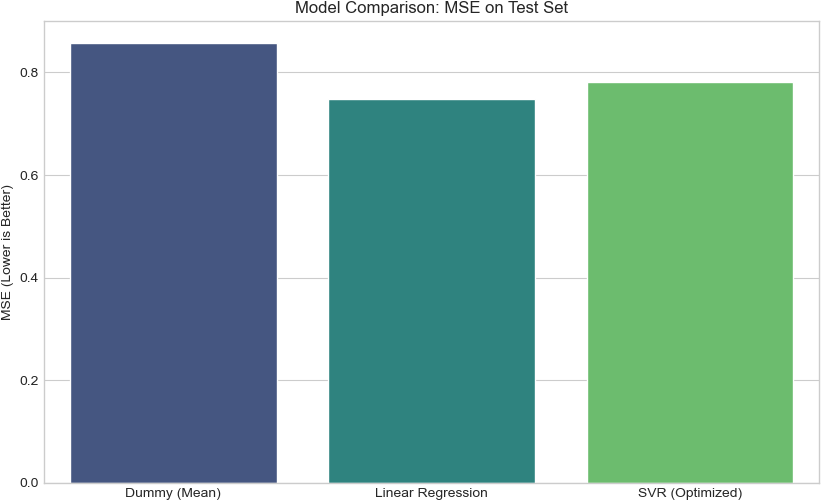 Model Comparison: MSE on Test Set
MSE (Lower is Better)
0.8
0.6
0.4
0.2
0.0
Dummy (Mean)
Linear Regression
SVR (Optimized)